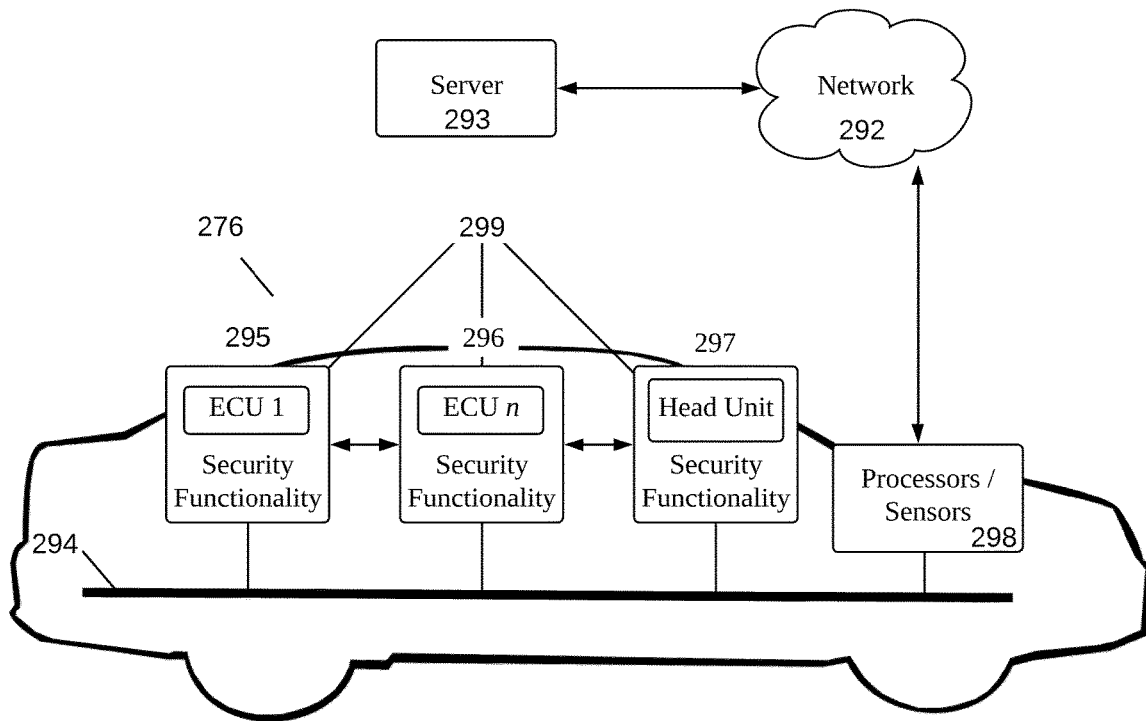 Server
293
Network
292
276
299
295
296
297
ECU 1
Security
Functionality
ECU n
Security
Functionality
Head Unit
Security
Functionality
Processors /
Sensors
298
294